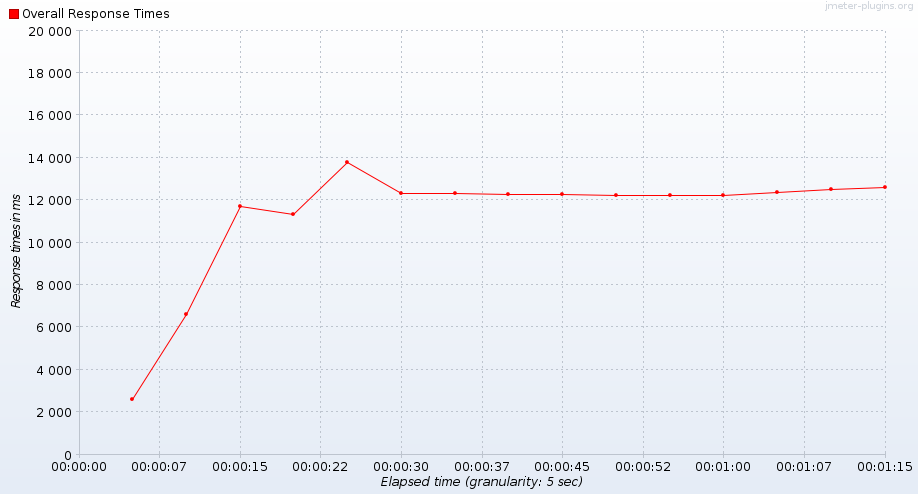 jmeter-plugins.org
Overall Response Times
20 000
18 000
16 000
14 000
12 000
10 000
8 000
6 000
4 000
2 000
0
Response times in ms
00:00:00 00:00:07 00:00:15 00:00:22 00:00:30 00:00:37 00:00:45 00:00:52 00:01:00 00:01:07 00:01:15
Elapsed time (granularity: 5 sec)